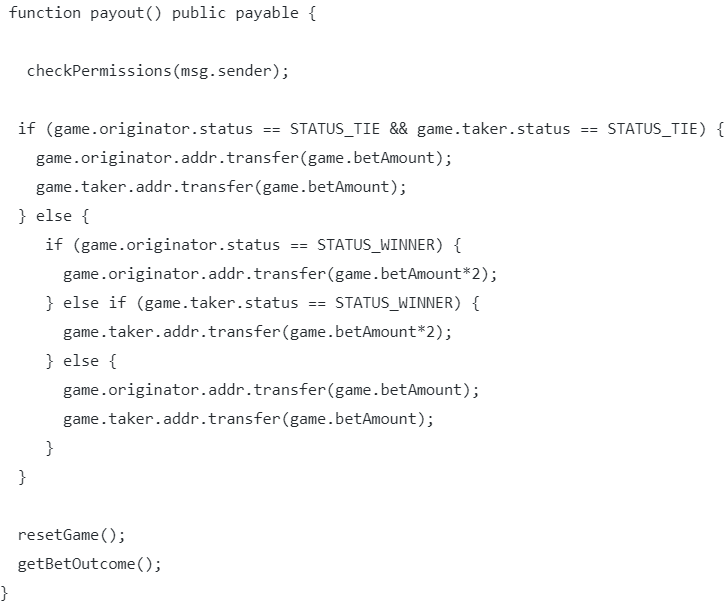 function payout() public payable {
checkPermissions(msg.sender);
if (game.originator.status == STATUS_TIE && game.taker.status == STATUS_TIE) {
game.originator.addr.transfer(game.betAmount);
game.taker.addr.transfer(game.betAmount);
} else {
if (game.originator.status == STATUS_WINNER) {
game.originator.addr.transfer(game.betAmount*2);
} else if (game.taker.status == STATUS_WINNER) {
game.taker.addr.transfer(game.betAmount*2);
} else {
game.originator.addr.transfer(game.betAmount);
game.taker.addr.transfer(game.betAmount);
}
}
resetGame();
getBetOutcome();
}